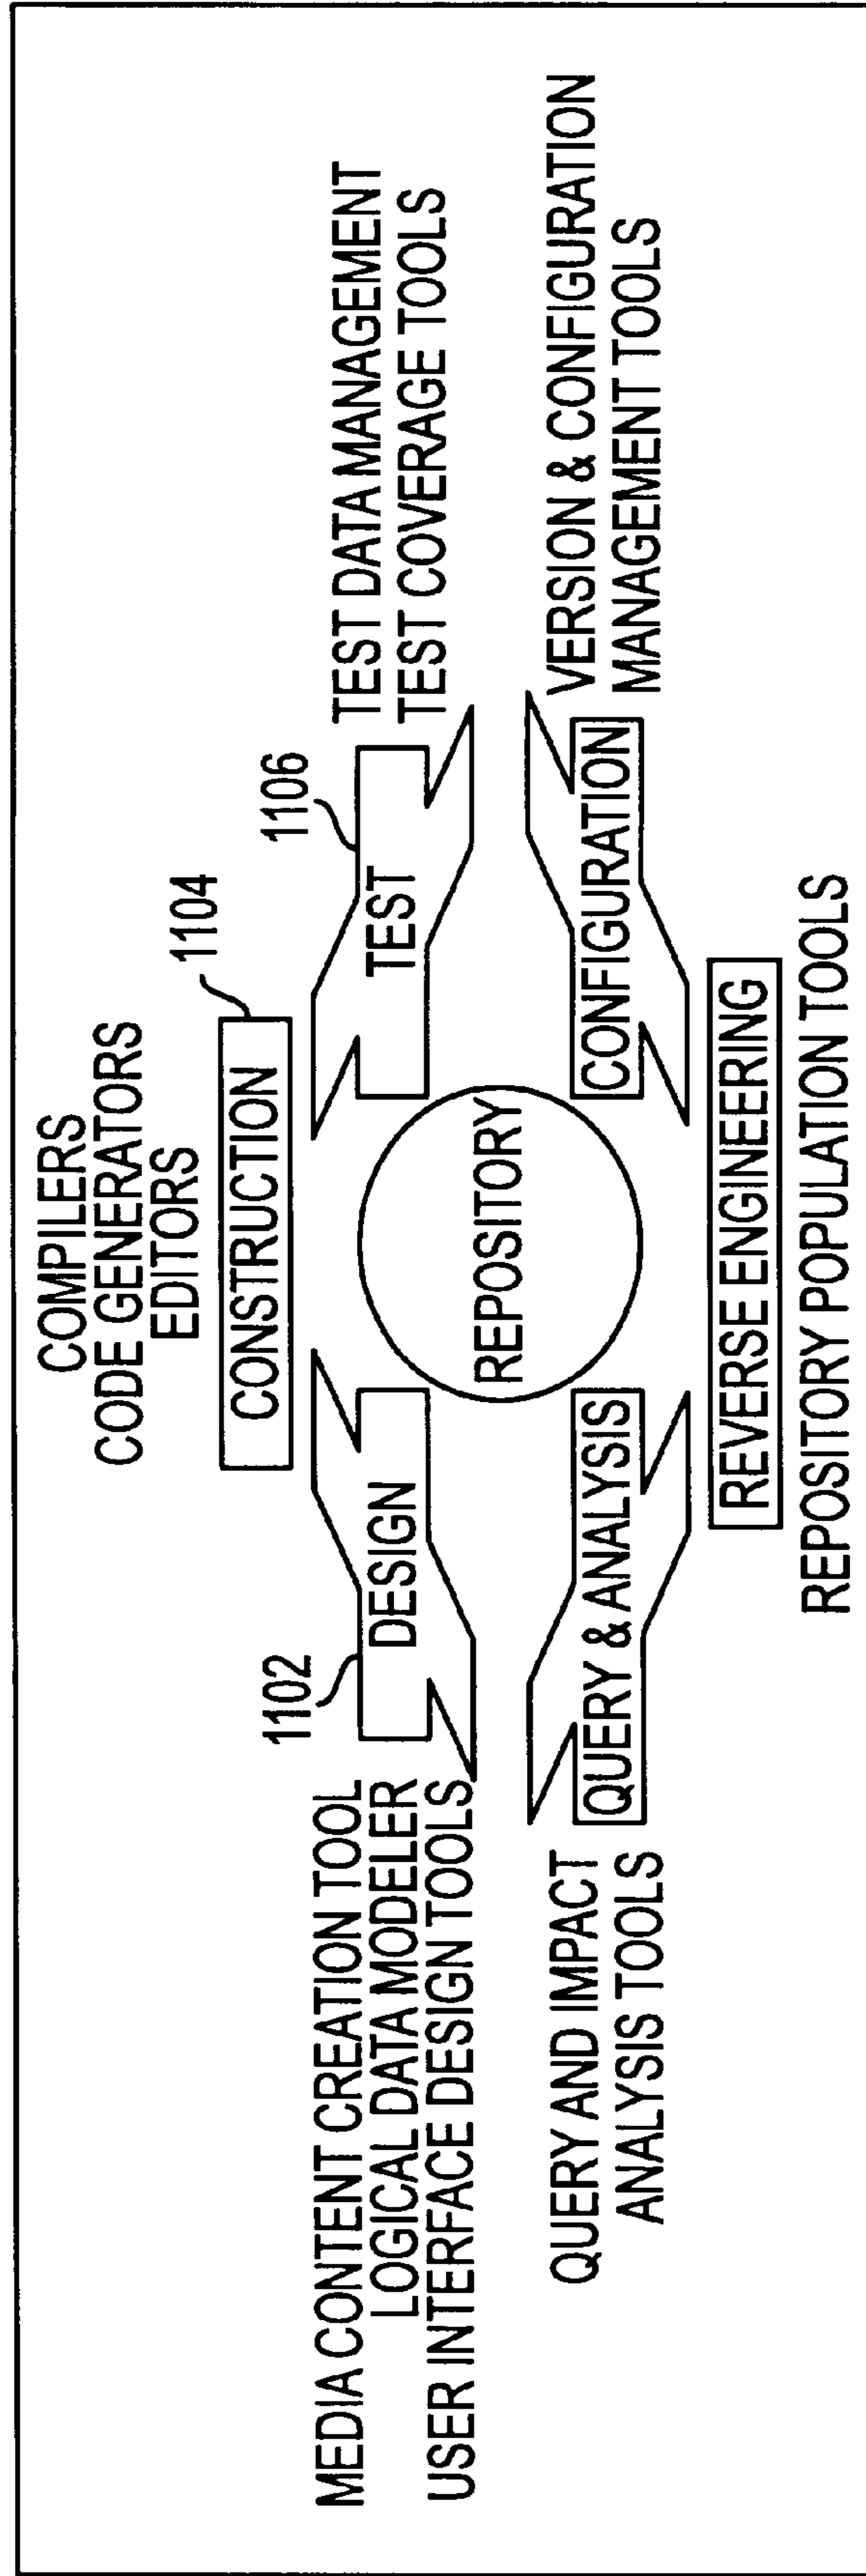 COMPILERS
CODE GENERATORS
EDITORS
1104
CONSTRUCTION
1102
1106
MEDIA CONTENT CREATION TOOL
LOGICAL DATA MODELER
USER INTERFACE DESIGN TOOLS
DESIGN
TEST
TEST DATA MANAGEMENT
TEST COVERAGE TOOLS
REPOSITORY
QUERY AND IMPACT
ANALYSIS TOOLS
QUERY & ANALYSIS
CONFIGURATION
VERSION & CONFIGURATION
MANAGEMENT TOOLS
REVERSE ENGINEERING
REPOSITORY POPULATION TOOLS